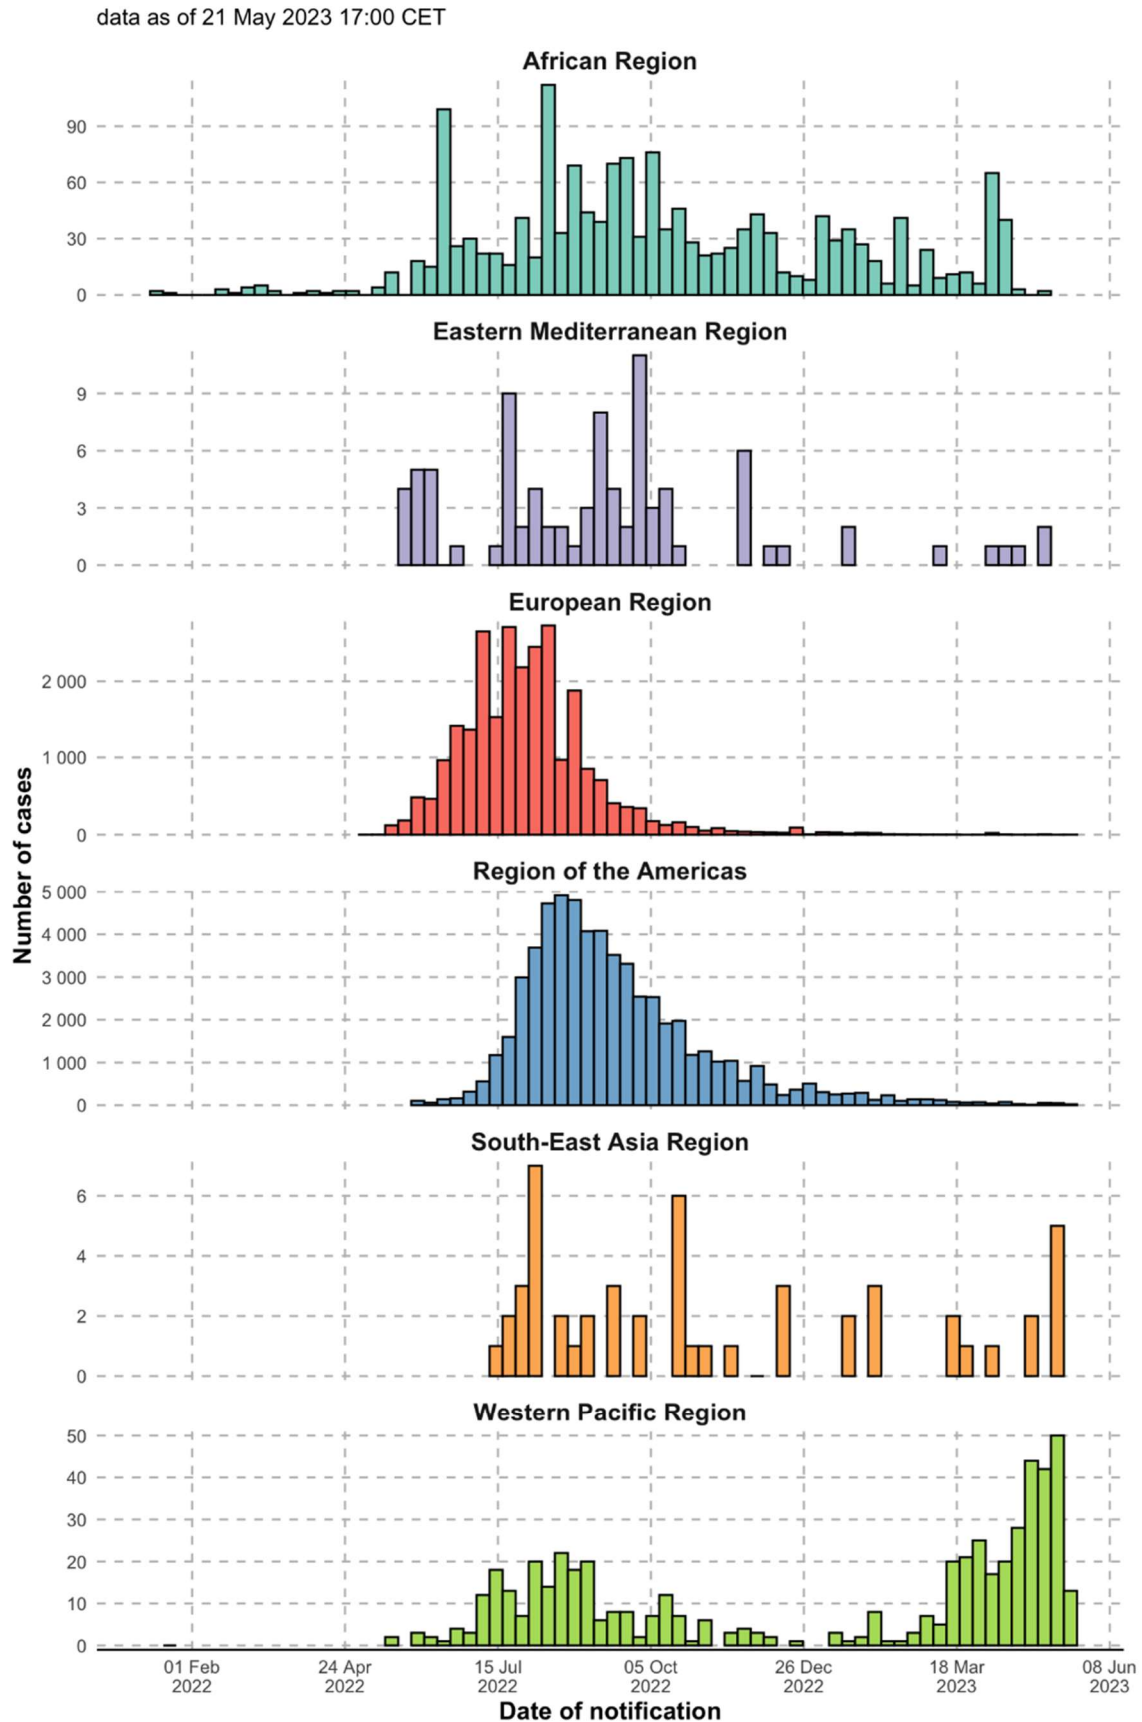 data as of 21 May 2023 17:00 CET
African Region
90
60
30
0
Eastern Mediterranean Region
9
6
3
0
European Region
2 000
1 000
0
Number of cases
Region of the Americas
5 000
4 000
3 000
2 000
1 000
0
South-East Asia Region
6
4
2
0
Western Pacific Region
50
40
30
20
10
0
01 Feb 2022
24 Apr 2022
15 Jul 2022
05 Oct 2022
26 Dec 2022
18 Mar 2023
08 Jun 2023
Date of notification